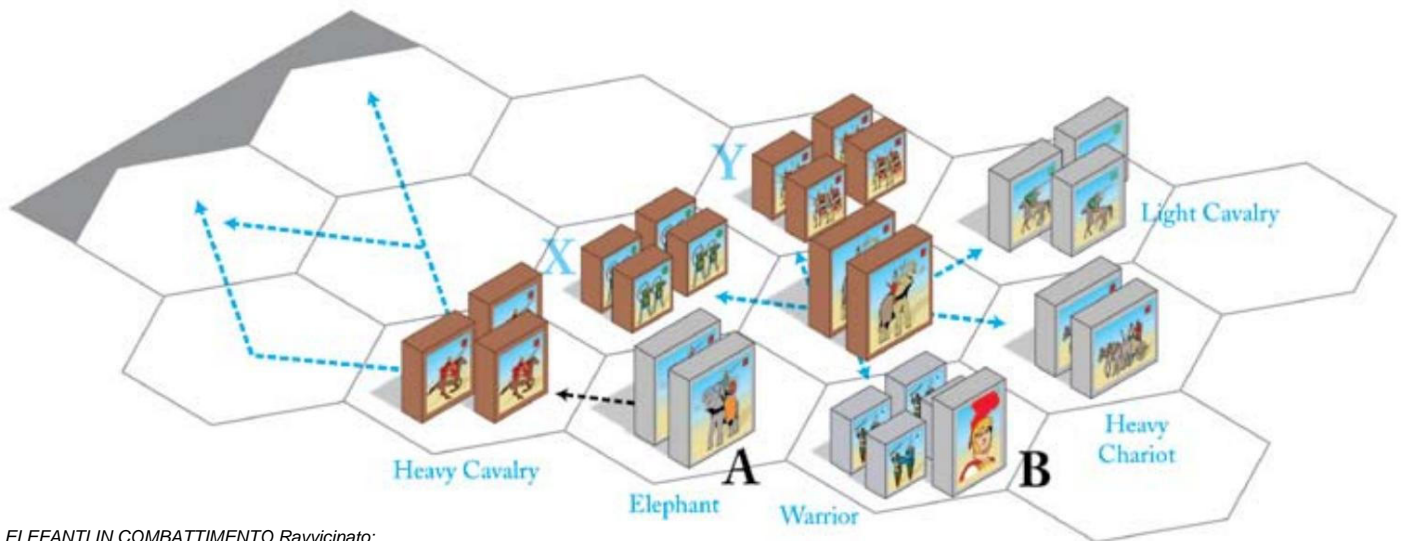 Y
X
Light Cavalry
Heavy
Chariot
Heavy Cavalry
A
B
Elephant
Warrior
ELEFANTI IN COMBATTIMENTO Ravvicinato: